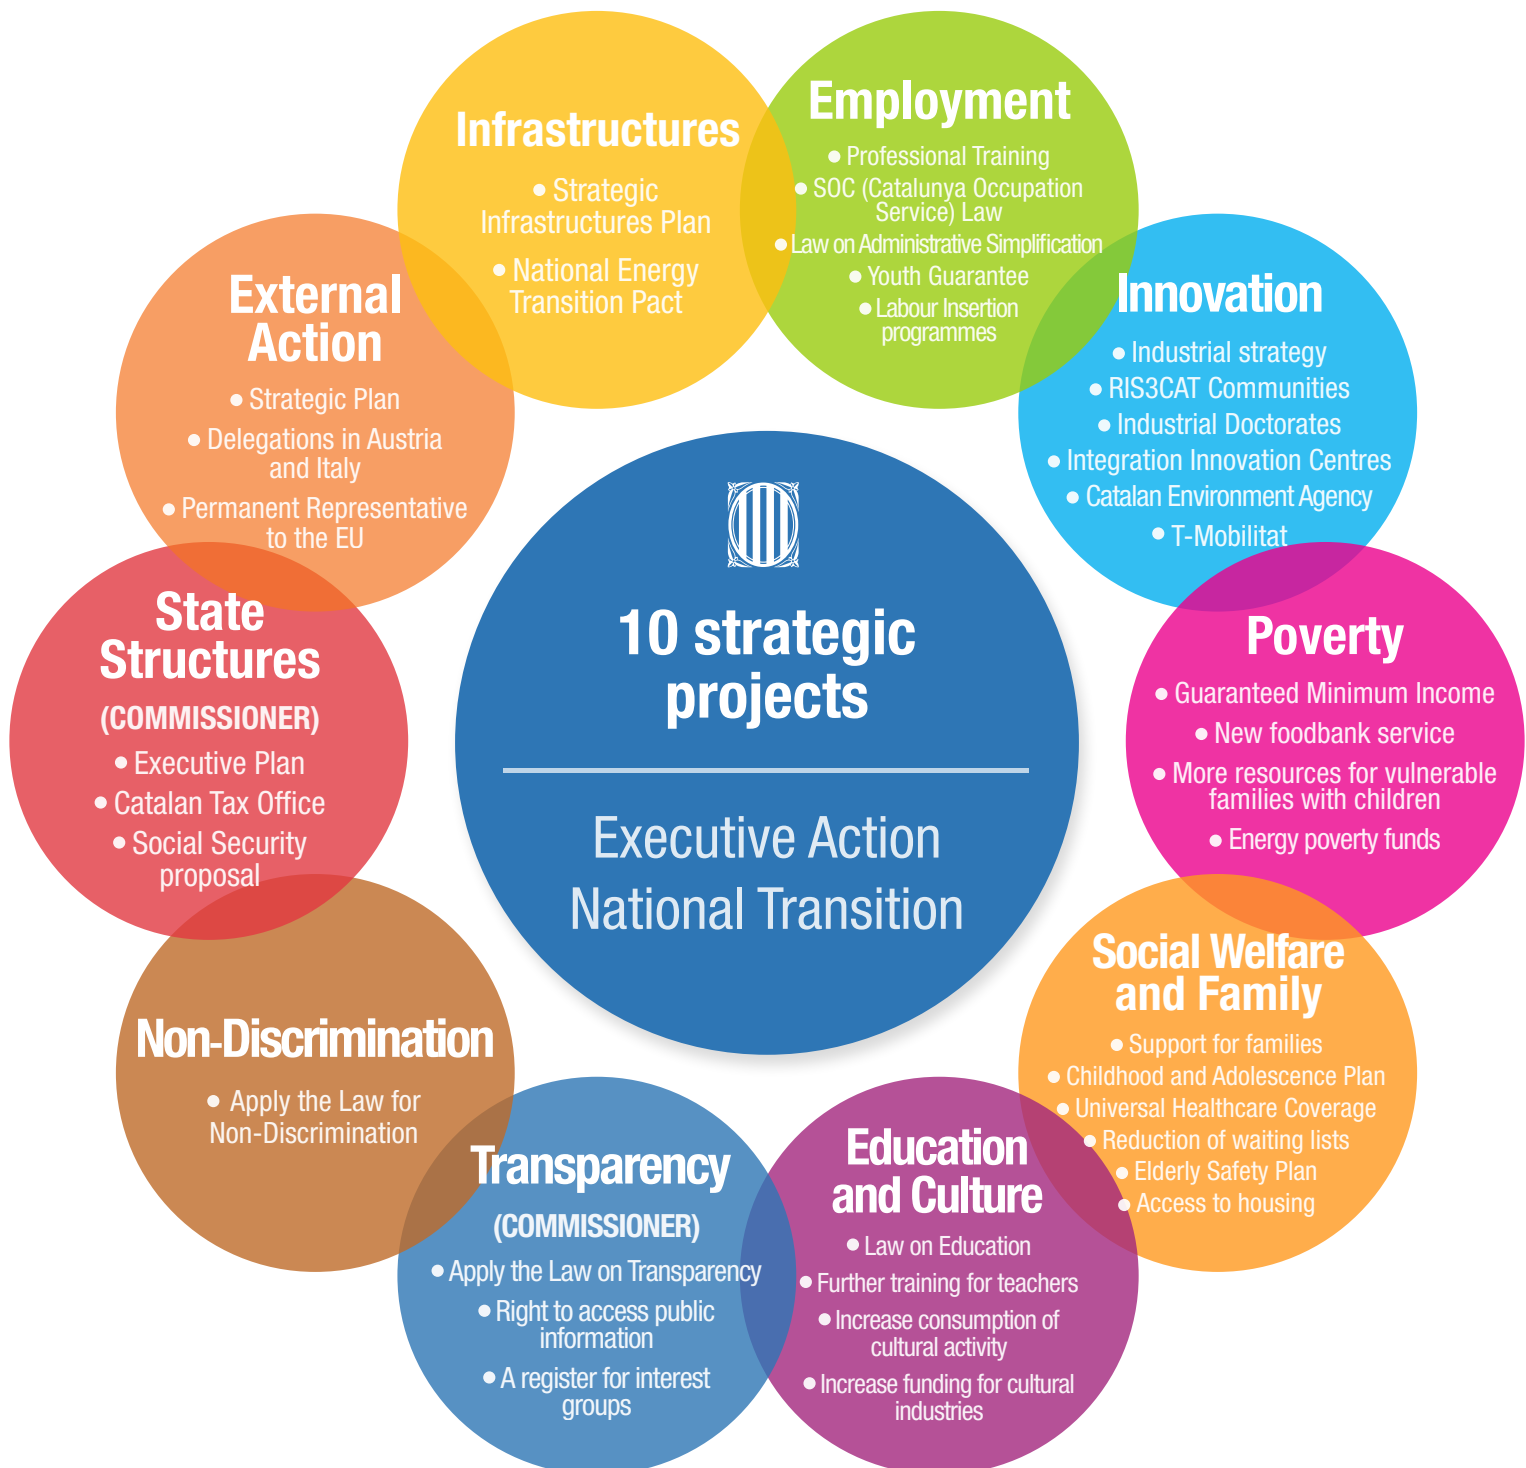 Infrastructures
● Strategic
Infrastructures Plan
● National Energy
Transition Pact
Employment
● Professional Training
● SOC (Catalunya Occupation
Service) Law
● Law on Administrative Simplification
● Youth Guarantee
● Labour Insertion
programmes
Innovation
● Industrial strategy
● RIS3CAT Communities
● Industrial Doctorates
● Integration Innovation Centres
● Catalan Environment Agency
● T-Mobilitat
Poverty
● Guaranteed Minimum Income
● New foodbank service
● More resources for vulnerable
families with children
● Energy poverty funds
Social Welfare
and Family
● Support for families
● Childhood and Adolescence Plan
● Universal Healthcare Coverage
● Reduction of waiting lists
● Elderly Safety Plan
● Access to housing
Education
and Culture
● Law on Education
● Further training for teachers
● Increase consumption of
cultural activity
● Increase funding for cultural
industries
Transparency
(COMMISSIONER)
● Apply the Law on Transparency
● Right to access public
information
● A register for interest
groups
Non-Discrimination
● Apply the Law for
Non-Discrimination
State
Structures
(COMMISSIONER)
● Executive Plan
● Catalan Tax Office
● Social Security
proposal
External
Action
● Strategic Plan
● Delegations in Austria
and Italy
● Permanent Representative
to the EU
10 strategic
projects
Executive Action
National Transition